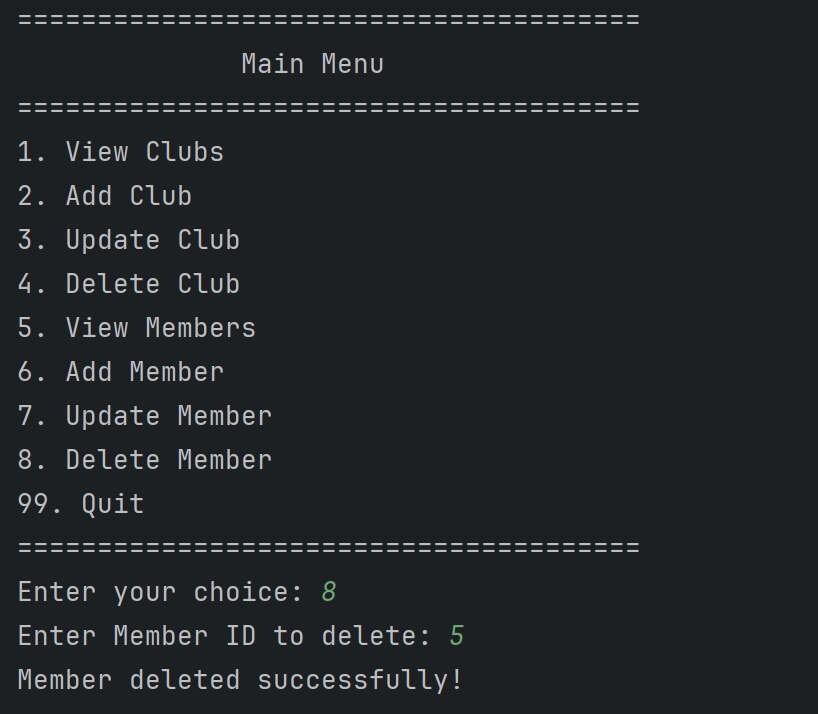 =======================================
Main Menu
=======================================
1. View Clubs
2. Add Club
3. Update Club
4. Delete Club
5. View Members
6. Add Member
7. Update Member
8. Delete Member
99. Quit
=======================================
Enter your choice: 8
Enter Member ID to delete: 5
Member deleted successfully!